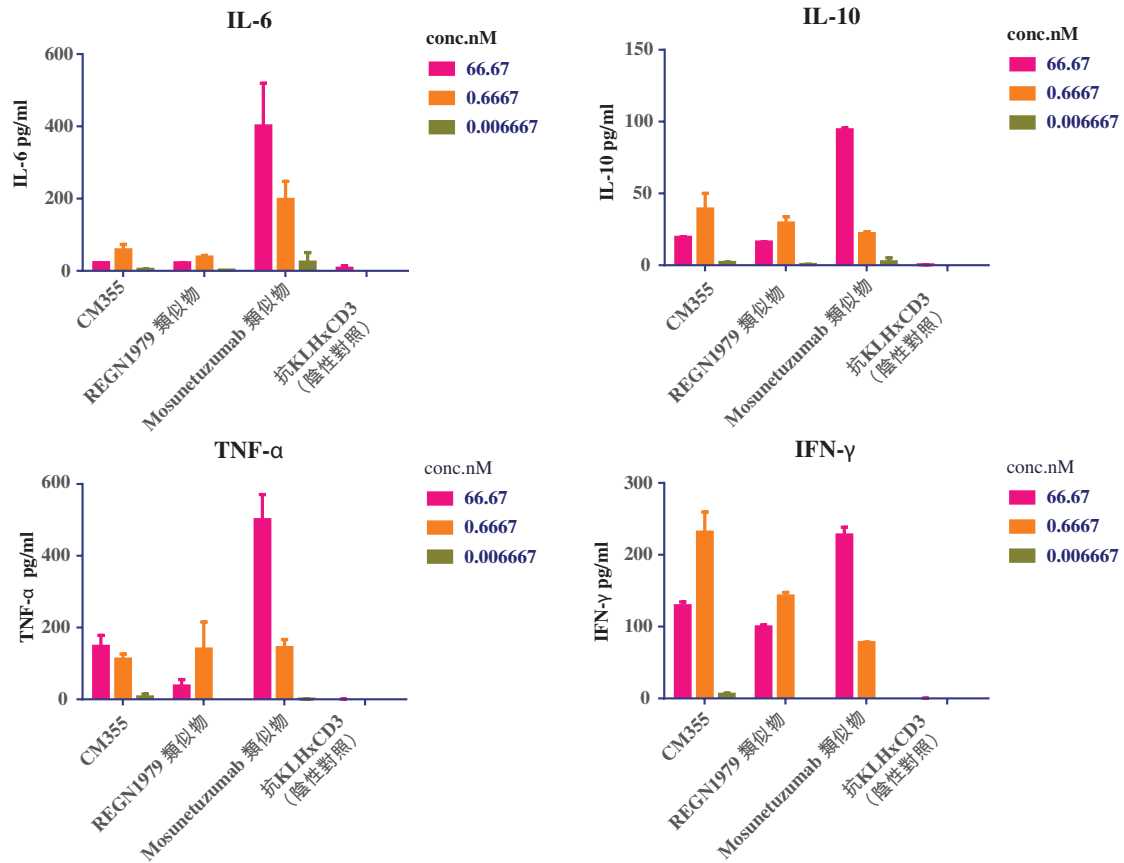 IL-6
IL-6 pg/ml
600
400
200
0
conc.nM
66.67
0.6667
0.006667
CM355
REGN1979 類似物
Mosunetuzumab 類似物
抗KLHxCD3
(陰性對照)
IL-10
IL-10 pg/ml
150
100
50
0
conc.nM
66.67
0.6667
0.006667
CM355
REGN1979 類似物
Mosunetuzumab 類似物
抗KLHxCD3
(陰性對照)
TNF-α
TNF-α pg/ml
600
400
200
0
conc.nM
66.67
0.6667
0.006667
CM355
REGN1979 類似物
Mosunetuzumab 類似物
抗KLHxCD3
(陰性對照)
IFN-γ
IFN-γ pg/ml
300
200
100
0
conc.nM
66.67
0.6667
0.006667
CM355
REGN1979 類似物
Mosunetuzumab 類似物
抗KLHxCD3
(陰性對照)